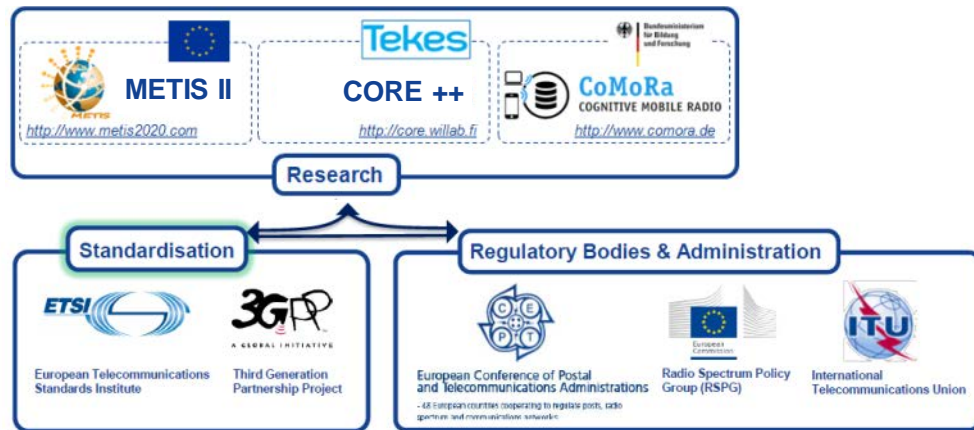 Tekes
Bundesministerium
für Bildung
und Forschung
METIS
METIS II
CORE ++
CoMoRa
COGNITIVE MOBILE RADIO
http://www.metis2020.com
http://core.willab.fi
http://www.comora.de
Research
Standardisation
Regulatory Bodies & Administration
ETSI
3GPP
A GLOBAL INITIATIVE
C E
P T
European
Commission
ITU
European Telecommunications
Standards Institute
Third Generation
Partnership Project
European Conference of Postal
and Telecommunications Administrations
- 48 European countries cooperating to regulate posts, radio
spectrum and communications networks
Radio Spectrum Policy
Group (RSPG)
International
Telecommunications Union